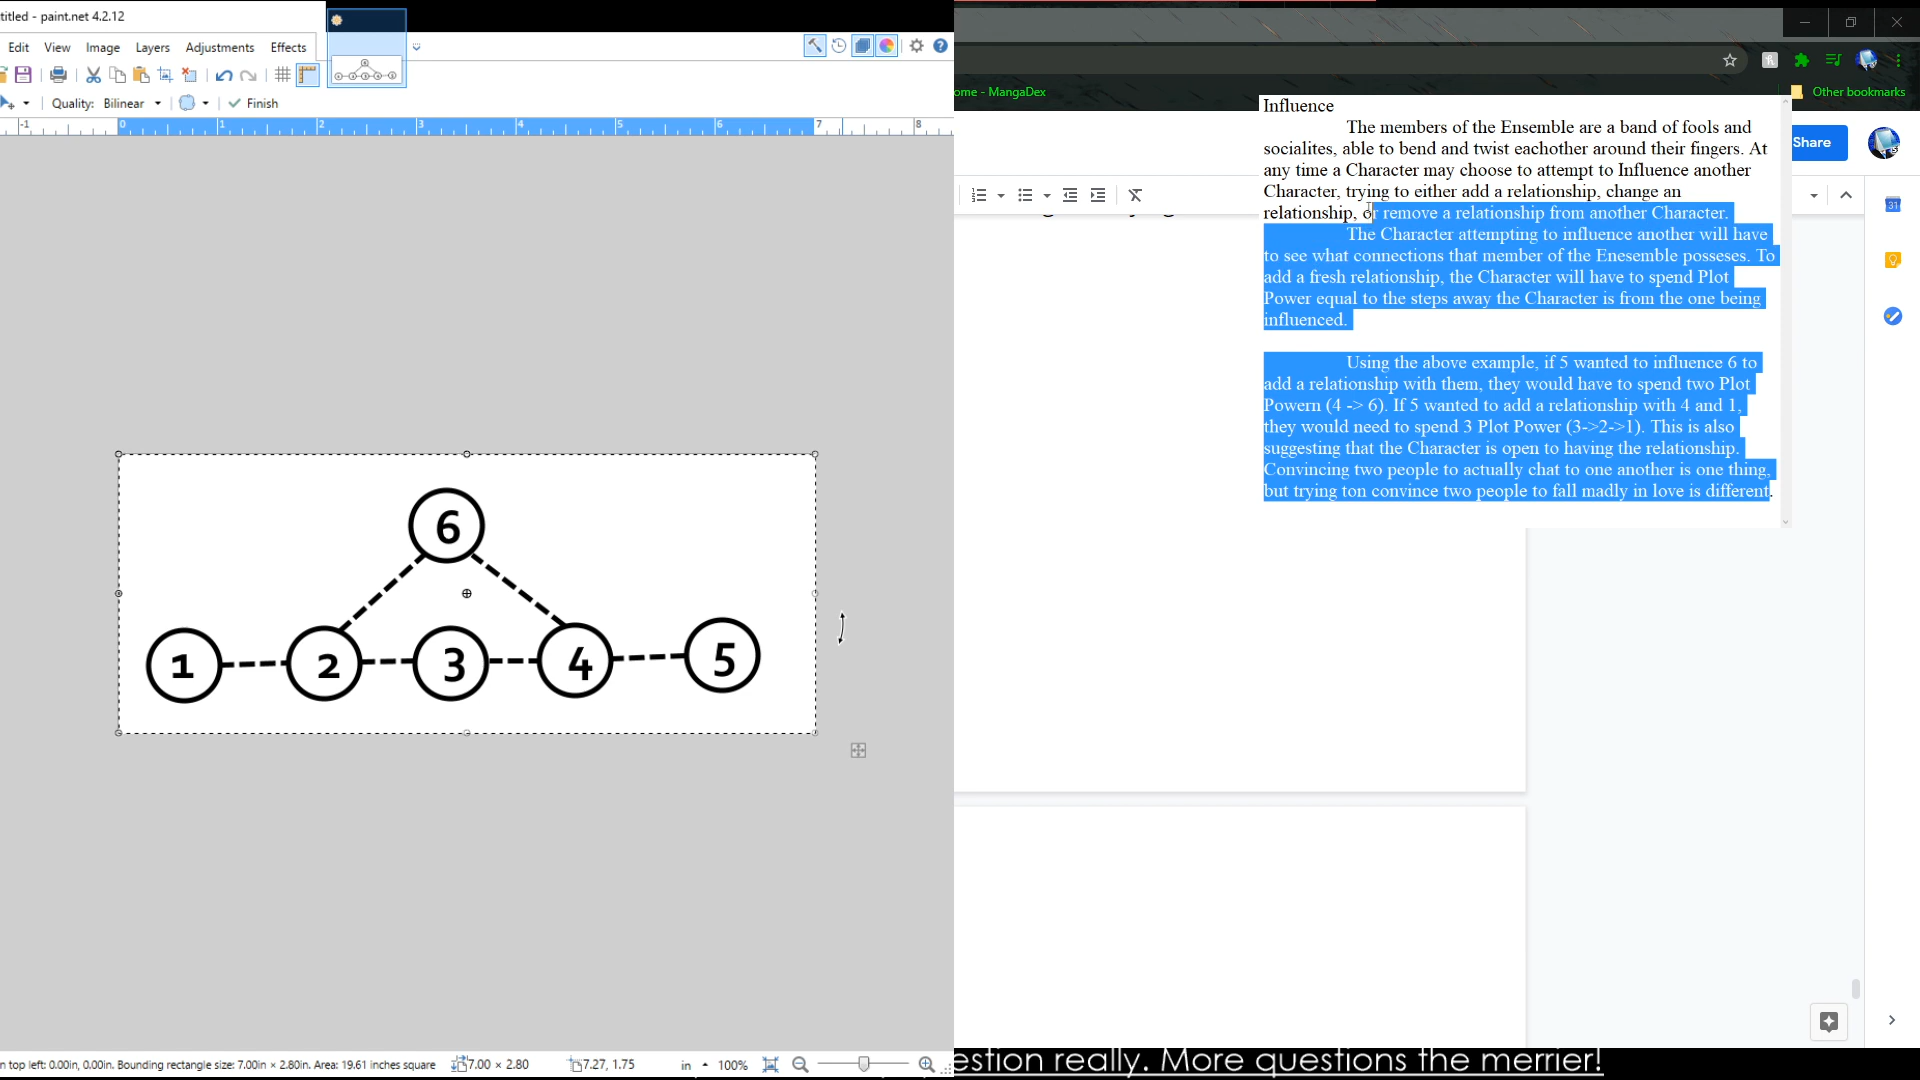 titled - paint.net 4.2.12
Edit View Image Layers Adjustments Effects
Quality: Bilinear Finish
-1 0 1 2 3 4 5 6 7 8
6
1 2 3 4 5
n top left: 0.00in, 0.00in. Bounding rectangle size: 7.00in × 2.80in. Area: 19.61 inches square 7.00 × 2.80 7.27, 1.75 in 100%
ome - MangaDex
Other bookmarks
Share
31
Influence
The members of the Ensemble are a band of fools and
socialites, able to bend and twist eachother around their fingers. At
any time a Character may choose to attempt to Influence another
Character, trying to either add a relationship, change an
relationship, or remove a relationship from another Character.
The Character attempting to influence another will have
to see what connections that member of the Enesemble posseses. To
add a fresh relationship, the Character will have to spend Plot
Power equal to the steps away the Character is from the one being
influenced.
Using the above example, if 5 wanted to influence 6 to
add a relationship with them, they would have to spend two Plot
Powern (4 -> 6). If 5 wanted to add a relationship with 4 and 1,
they would need to spend 3 Plot Power (3->2->1). This is also
suggesting that the Character is open to having the relationship.
Convincing two people to actually chat to one another is one thing,
but trying ton convince two people to fall madly in love is different.
estion really. More questions the merrier!